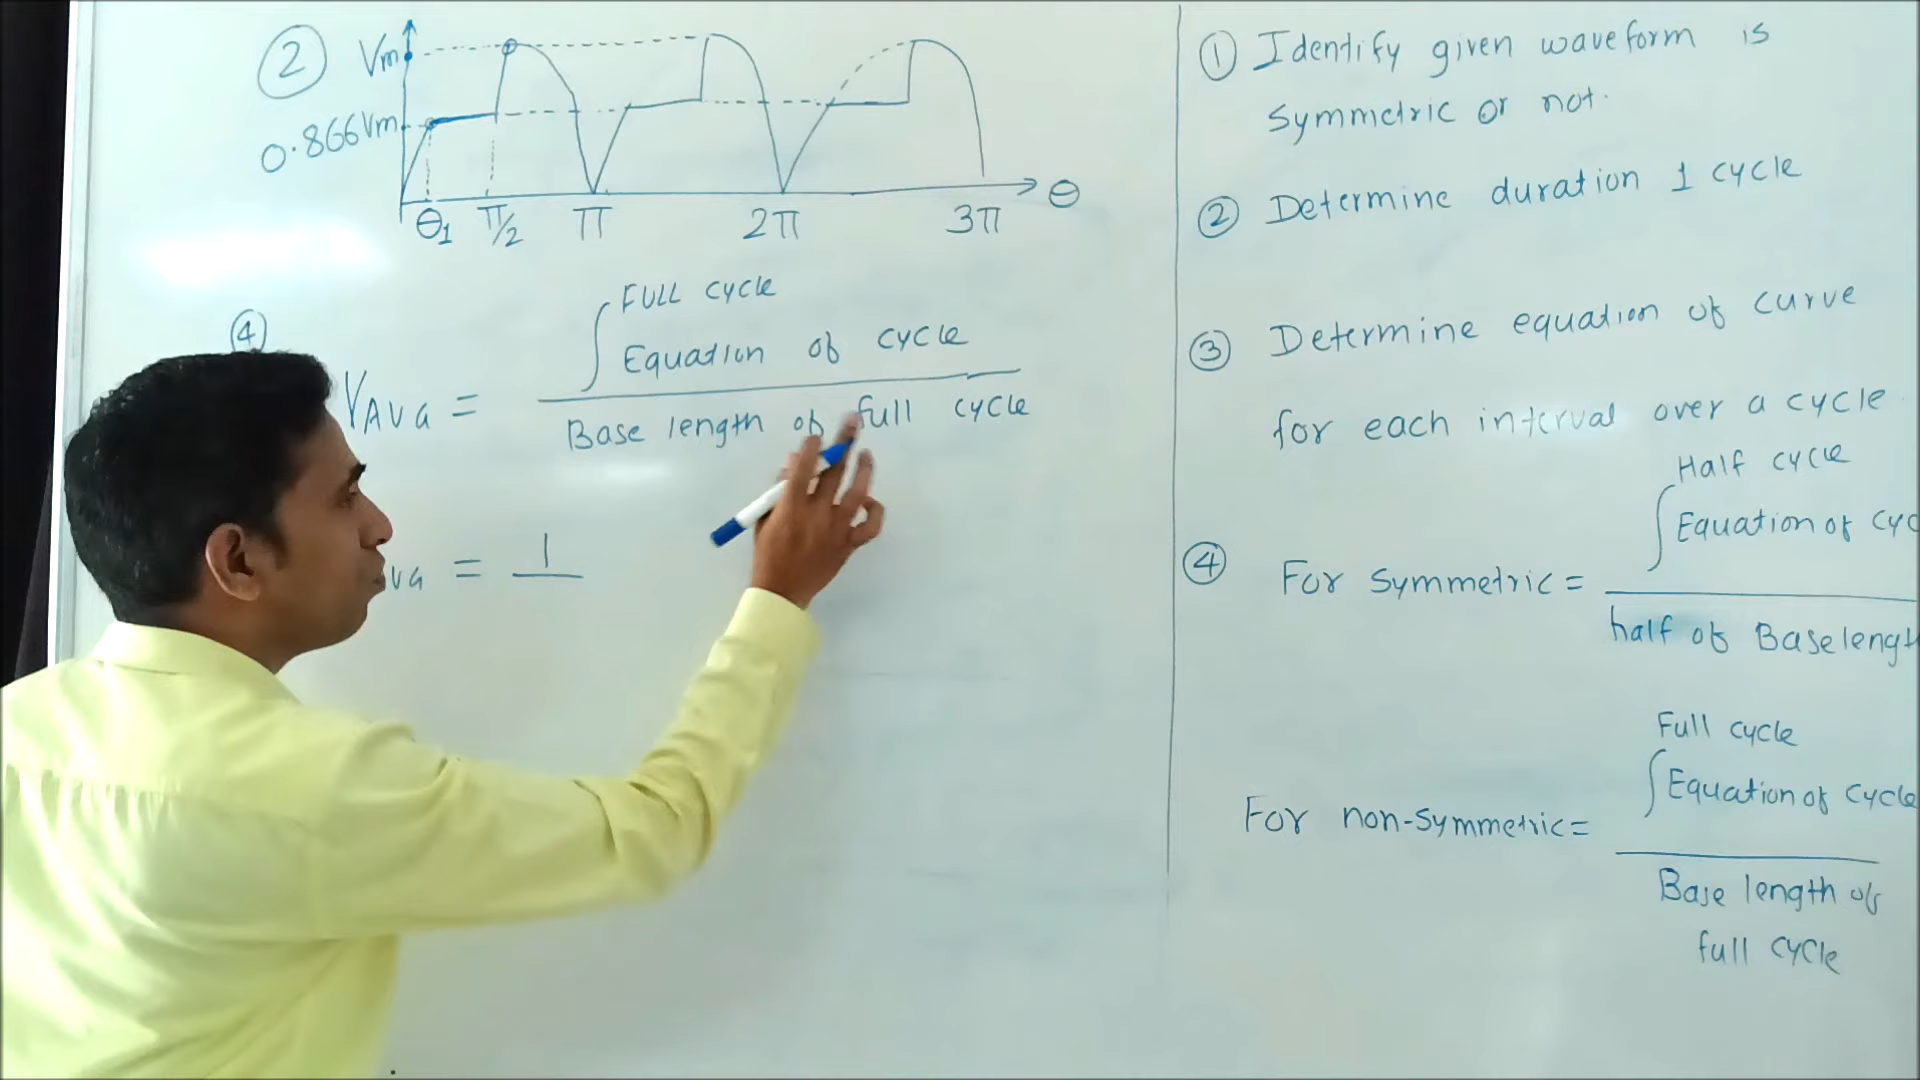 ② Vm
0.866Vm
θ1 π/2 π 2π 3π θ
④
FULL cycle
∫ Equation of cycle
VAVG =
Base length of full cycle
VG = 1
① Identify given waveform is
symmetric or not.
② Determine duration 1 cycle
③ Determine equation of curve
for each interval over a cycle
Half cycle
∫ Equation of cyc
④ For symmetric =
half of Baselengt
Full cycle
∫ Equation of cycle
For non-symmetric =
Base length of
full cycle